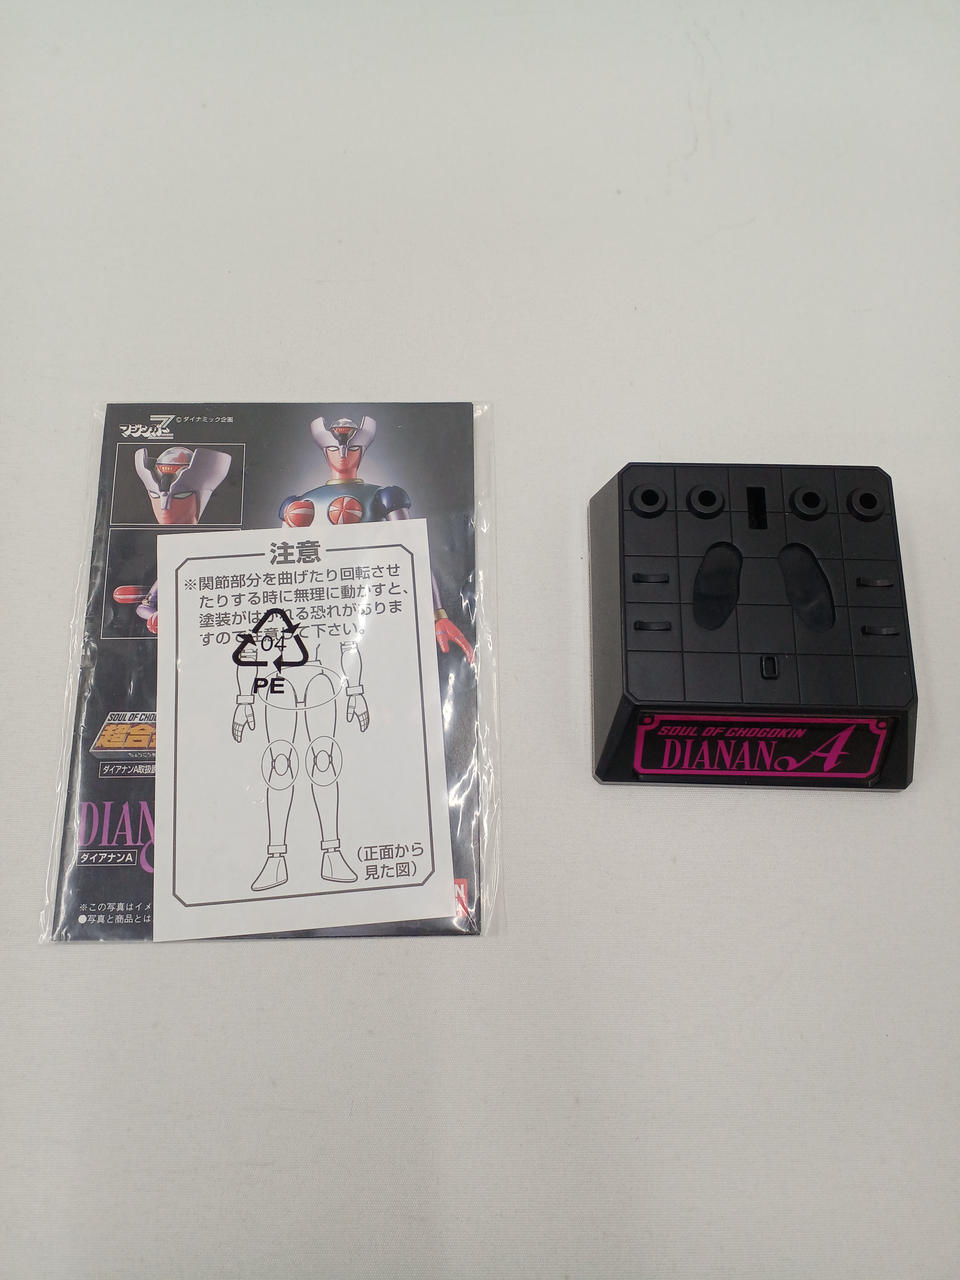 マジンガーZ
©ダイナミック企画
注意
※関節部分を曲げたり回転させ
たりする時に無理に動かすと、
塗装がはがれる恐れがありま
すので注意して下さい。
04
PE
(正面から
見た図)
SOUL OF CHOG
超合
ダイアナンA取扱説
DIAN
ダイアナンA
※この写真はイメ
●写真と商品とは
SOUL OF CHOGOKIN
DIANAN A